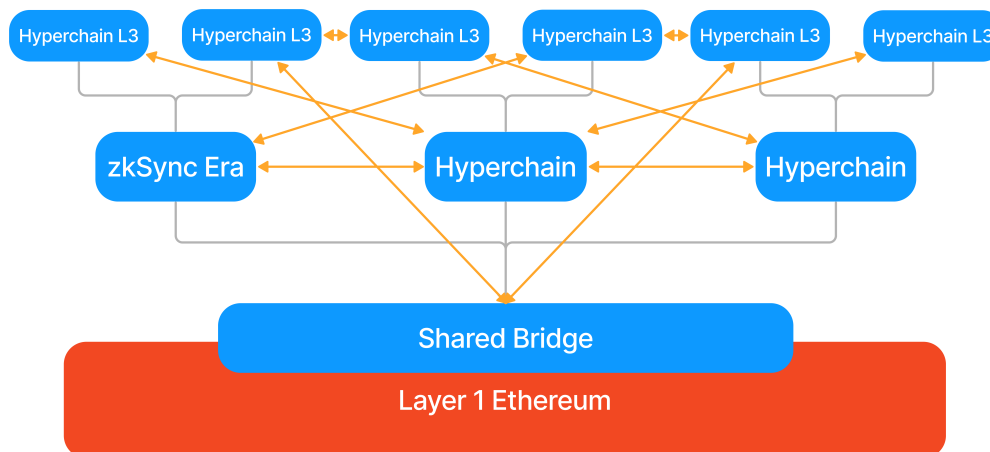 Hyperchain L3
Hyperchain L3
Hyperchain L3
Hyperchain L3
Hyperchain L3
Hyperchain L3
zkSync Era
Hyperchain
Hyperchain
Shared Bridge
Layer 1 Ethereum